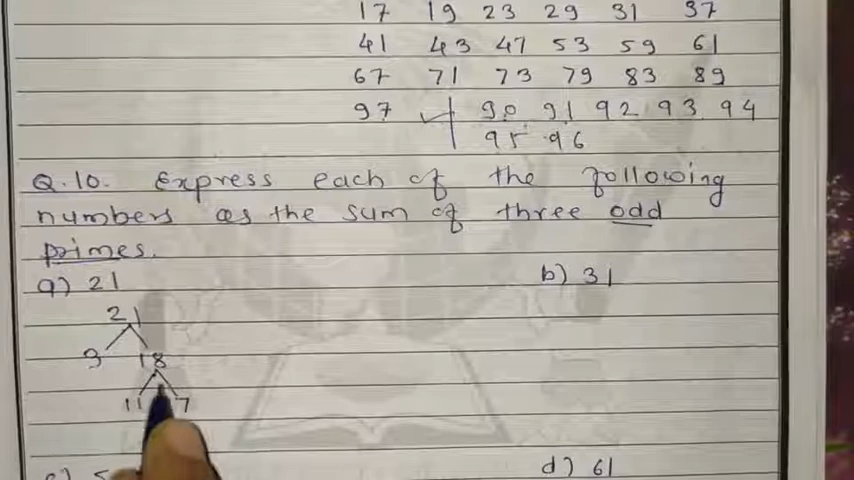 17 19 23 29 31 37
41 43 47 53 59 61
67 71 73 79 83 89
97 90 91 92 93 94
95 96
Q.10. Express each of the following
numbers as the sum of three odd
primes.
a) 21 b) 31
21
3 18
11 7
c) 5 d) 61